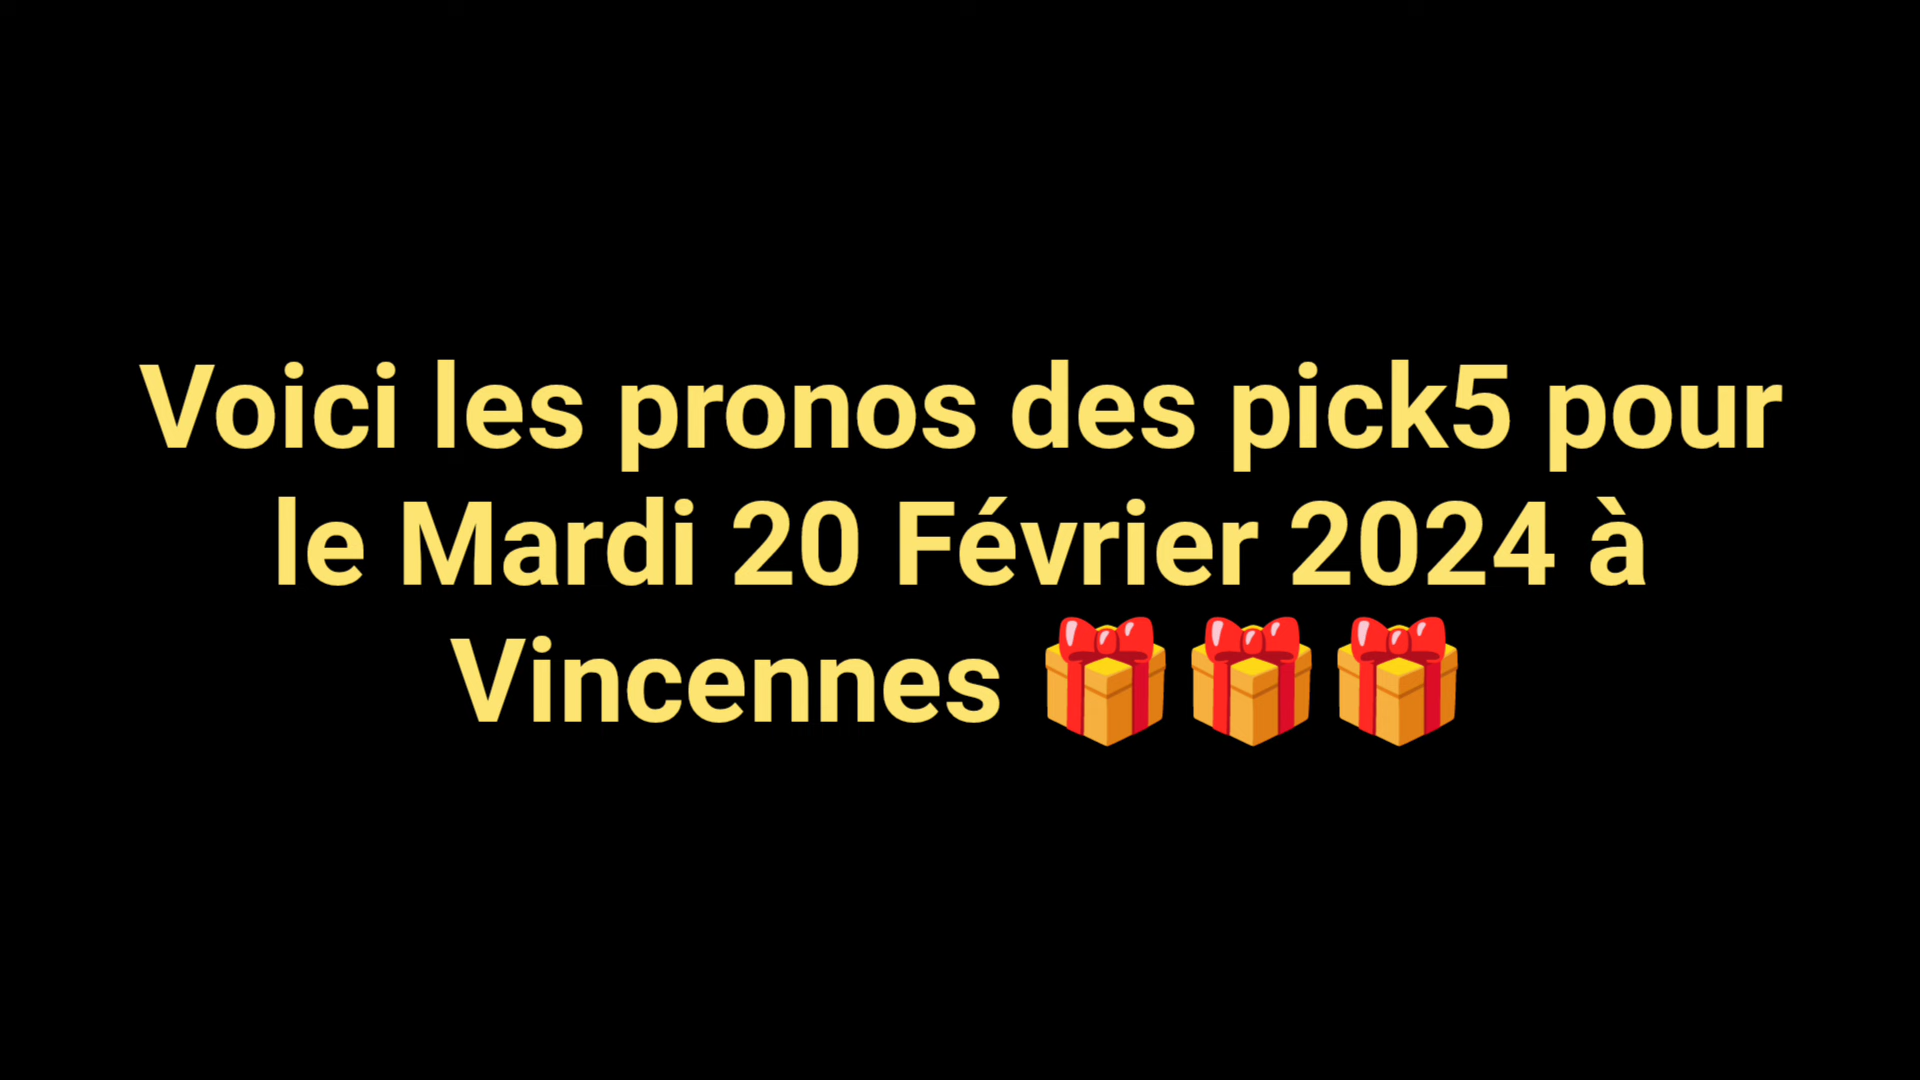 Voici les pronos des pick5 pour
le Mardi 20 Février 2024 à
Vincennes 🎁🎁🎁